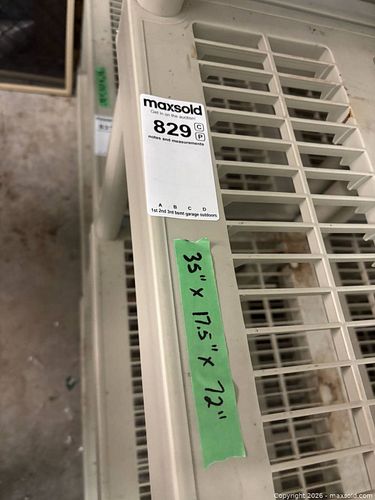 maxsold
Get in on the auction!
829 C
P
notes and measurements
A B C D
1st 2nd 3rd bsmt garage outdoors
35" x 17.5" x 72"
Copyright 2026 - maxsold.com